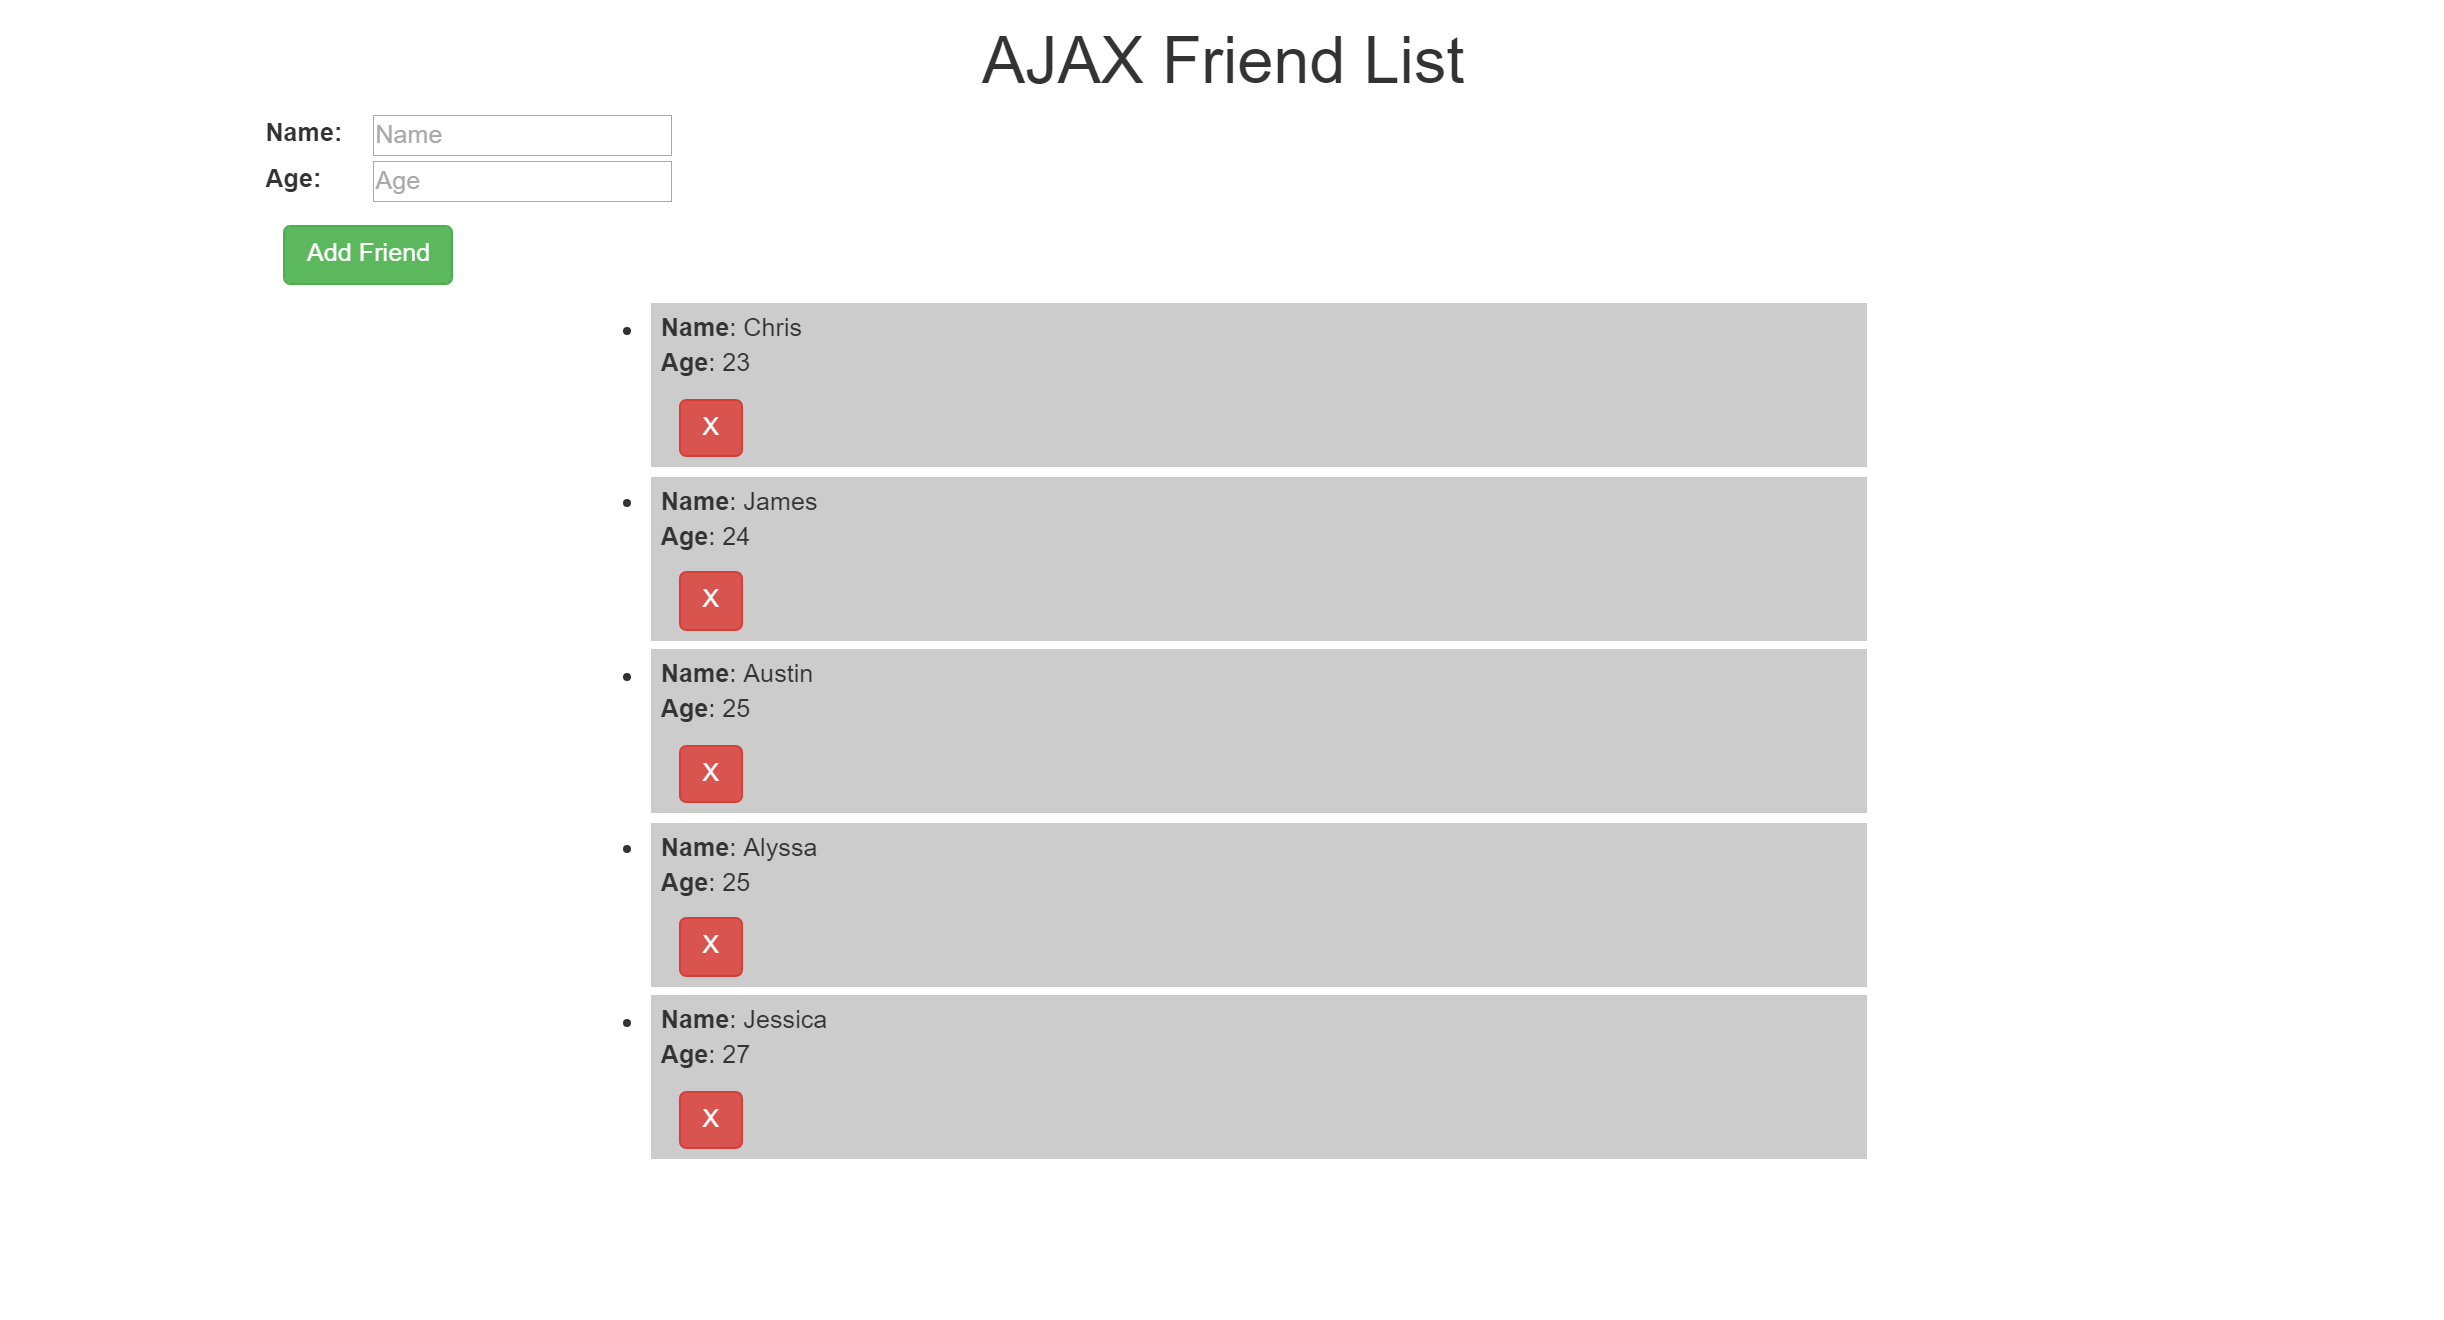 AJAX Friend List
Name: Name
Age: Age
Add Friend
Name: Chris
Age: 23
X
Name: James
Age: 24
X
Name: Austin
Age: 25
X
Name: Alyssa
Age: 25
X
Name: Jessica
Age: 27
X